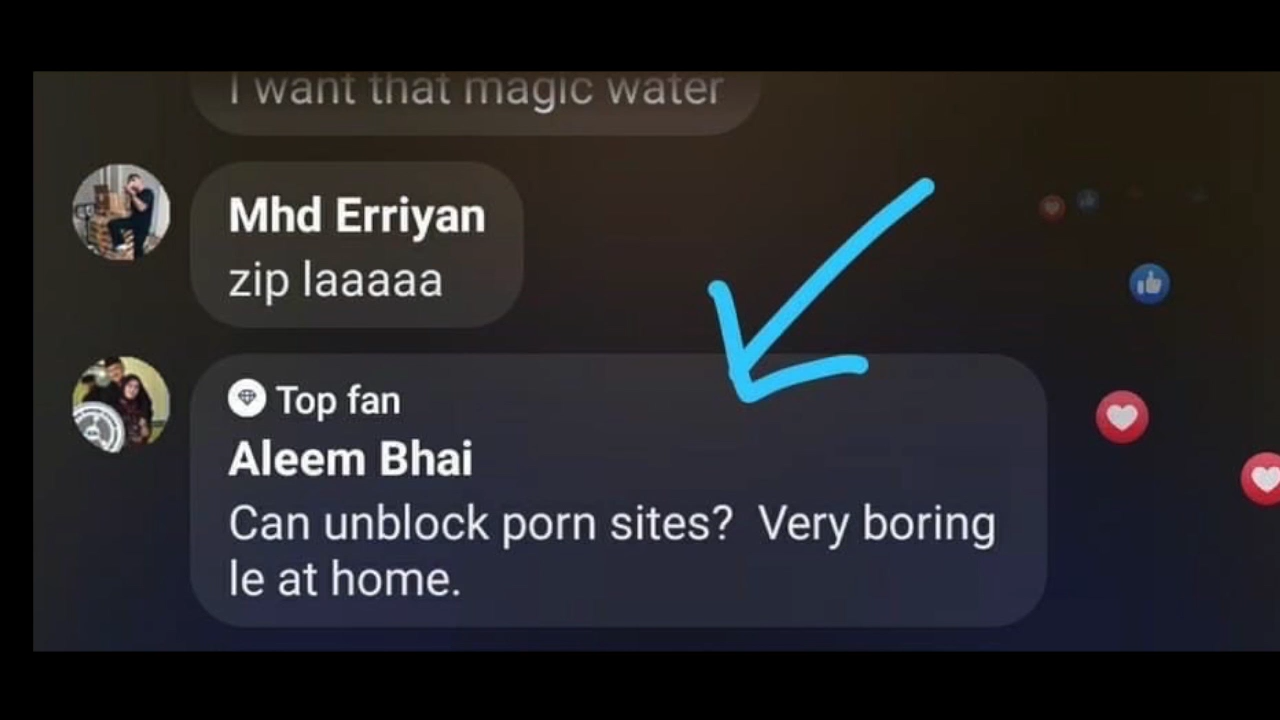 I want that magic water
Mhd Erriyan
zip laaaaa
Top fan
Aleem Bhai
Can unblock porn sites?  Very boring
le at home.